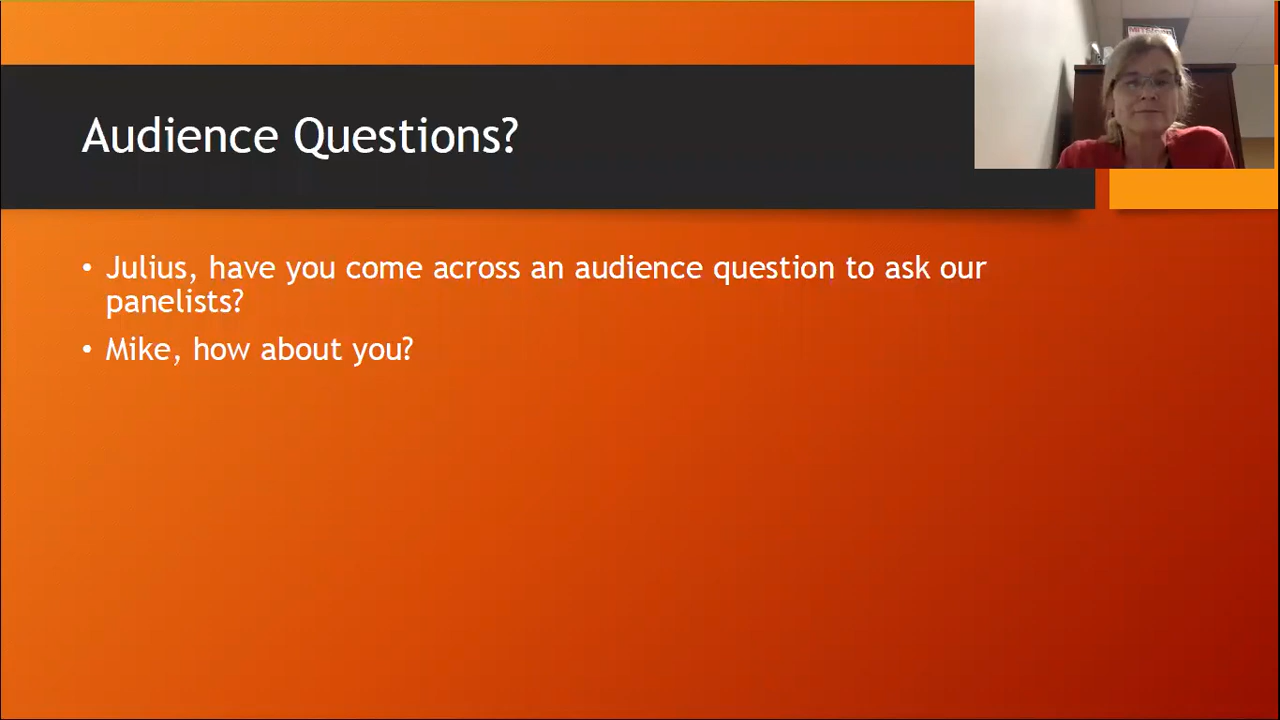 Audience Questions?
• Julius, have you come across an audience question to ask our
panelists?
• Mike, how about you?